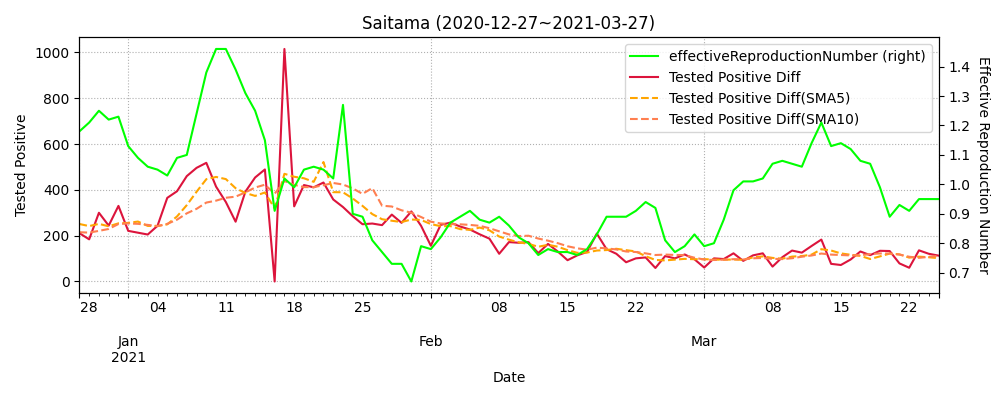 Saitama (2020-12-27~2021-03-27)
effectiveReproductionNumber (right)
Tested Positive Diff
Tested Positive Diff(SMA5)
Tested Positive Diff(SMA10)
Tested Positive
1000
800
600
400
200
0
Effective Reproduction Number
1.4
1.3
1.2
1.1
1.0
0.9
0.8
0.7
28 04 11 18 25 08 15 22 08 15 22
Jan Feb Mar
2021
Date